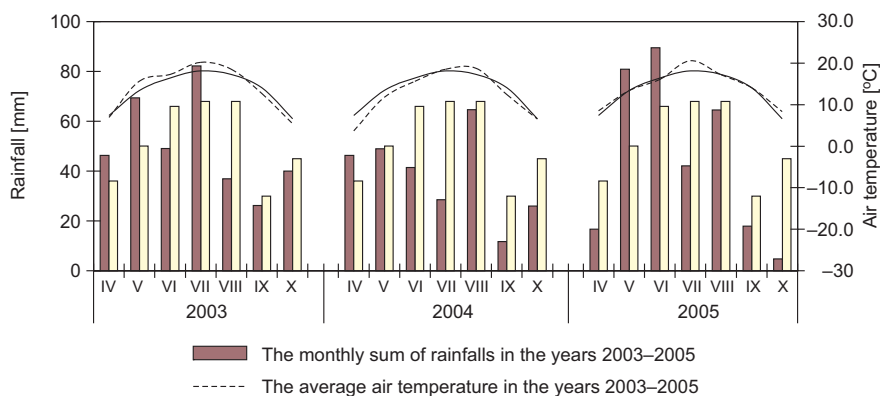 100
80
60
40
20
0
Rainfall [mm]
30.0
20.0
10.0
0.0
–10.0
–20.0
–30
Air temperature [ºC]
IV V VI VII VIII IX X IV V VI VII VIII IX X IV V VI VII VIII IX X
2003 2004 2005
The monthly sum of rainfalls in the years 2003–2005
The average air temperature in the years 2003–2005